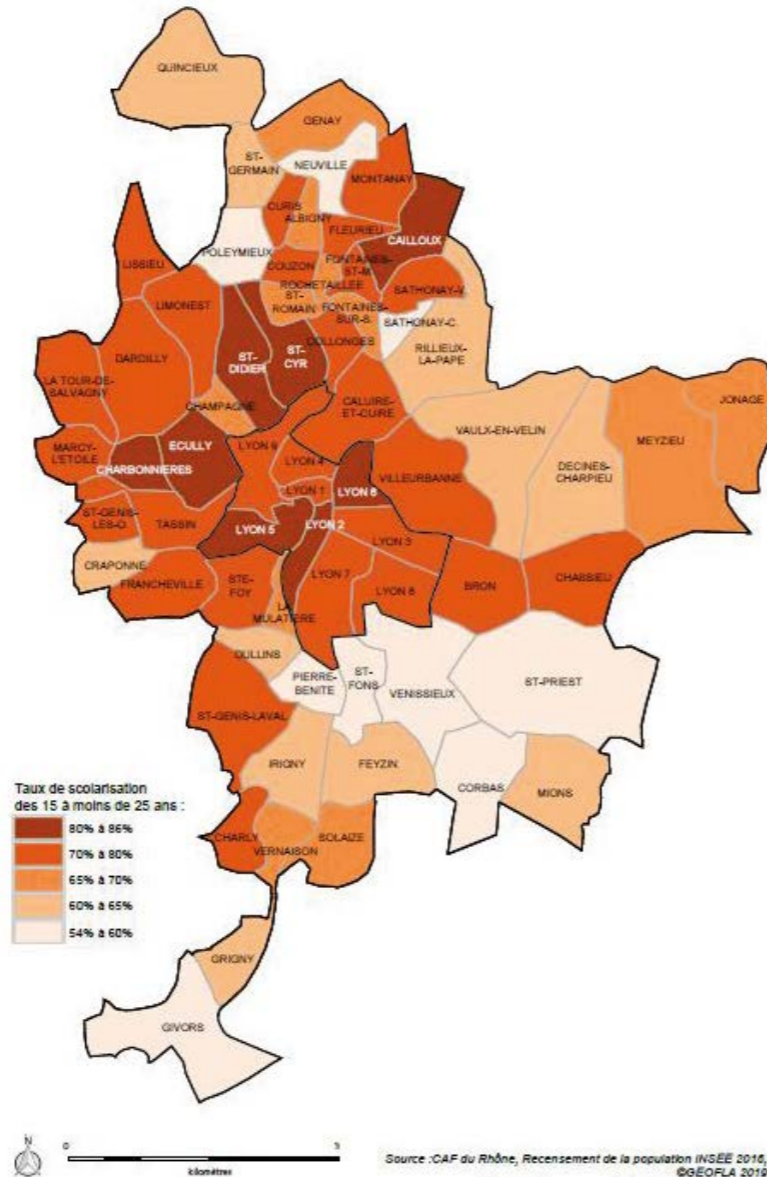 QUINCIEUX
GENAY
ST-
GERMAIN
NEUVILLE
MONTANAY
CURIS
ALBIGNY
FLEURIEU
CAILLOUX
POLEYMIEUX
LISSIEU
COUZON
FONTAINES-
ST-M.
ROCHETAILLEE
SATHONAY-V.
LIMONEST
ST-
ROMAIN
FONTAINES-
SUR-S.
SATHONAY-C.
DARDILLY
ST-
DIDIER
ST-
CYR
COLLONGES
RILLIEUX-
LA-PAPE
LA TOUR-DE-
SALVAGNY
CHAMPAGNE
CALUIRE-
ET-CUIRE
JONAGE
VAULX-EN-VELIN
MEYZIEU
MARCY-
L'ETOILE
ECULLY
CHARBONNIERES
LYON 9
LYON 4
DECINES-
CHARPIEU
LYON 1
LYON 6
VILLEURBANNE
ST-GENIS-
LES-O.
TASSIN
LYON 5
LYON 2
LYON 3
CRAPONNE
FRANCHEVILLE
STE-
FOY
LYON 7
LYON 8
BRON
CHASSIEU
LA
MULATIERE
OULLINS
PIERRE-
BENITE
ST-
FONS
VENISSIEUX
ST-PRIEST
ST-GENIS-LAVAL
IRIGNY
FEYZIN
CORBAS
MIONS
CHARLY
VERNAISON
SOLAIZE
Taux de scolarisation
des 15 à moins de 25 ans :
80% à 86%
70% à 80%
65% à 70%
60% à 65%
54% à 60%
GRIGNY
GIVORS
N
0
kilomètres
Source :CAF du Rhône, Recensement de la population INSEE 2016,
©GEOFLA 2019